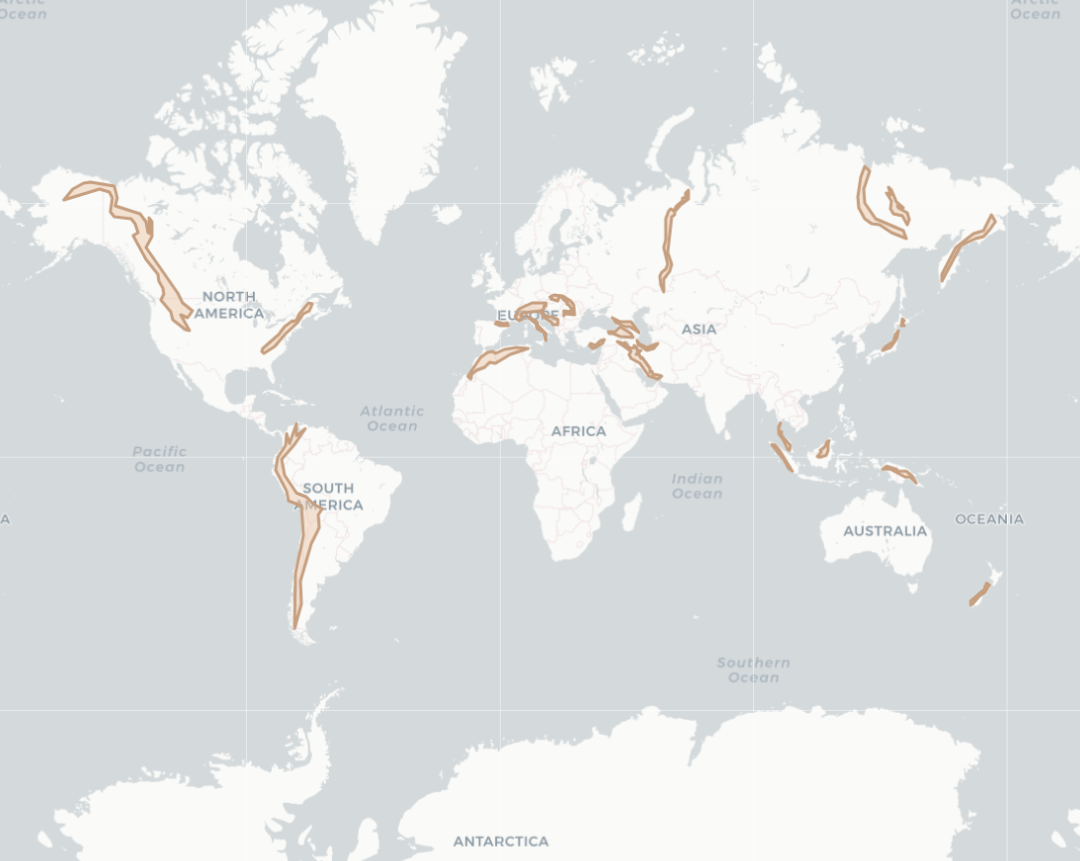 Arctic
Ocean
Arctic
Ocean
NORTH
AMERICA
EUROPE
ASIA
Atlantic
Ocean
AFRICA
Pacific
Ocean
Indian
Ocean
SOUTH
AMERICA
A
AUSTRALIA
OCEANIA
Southern
Ocean
ANTARCTICA